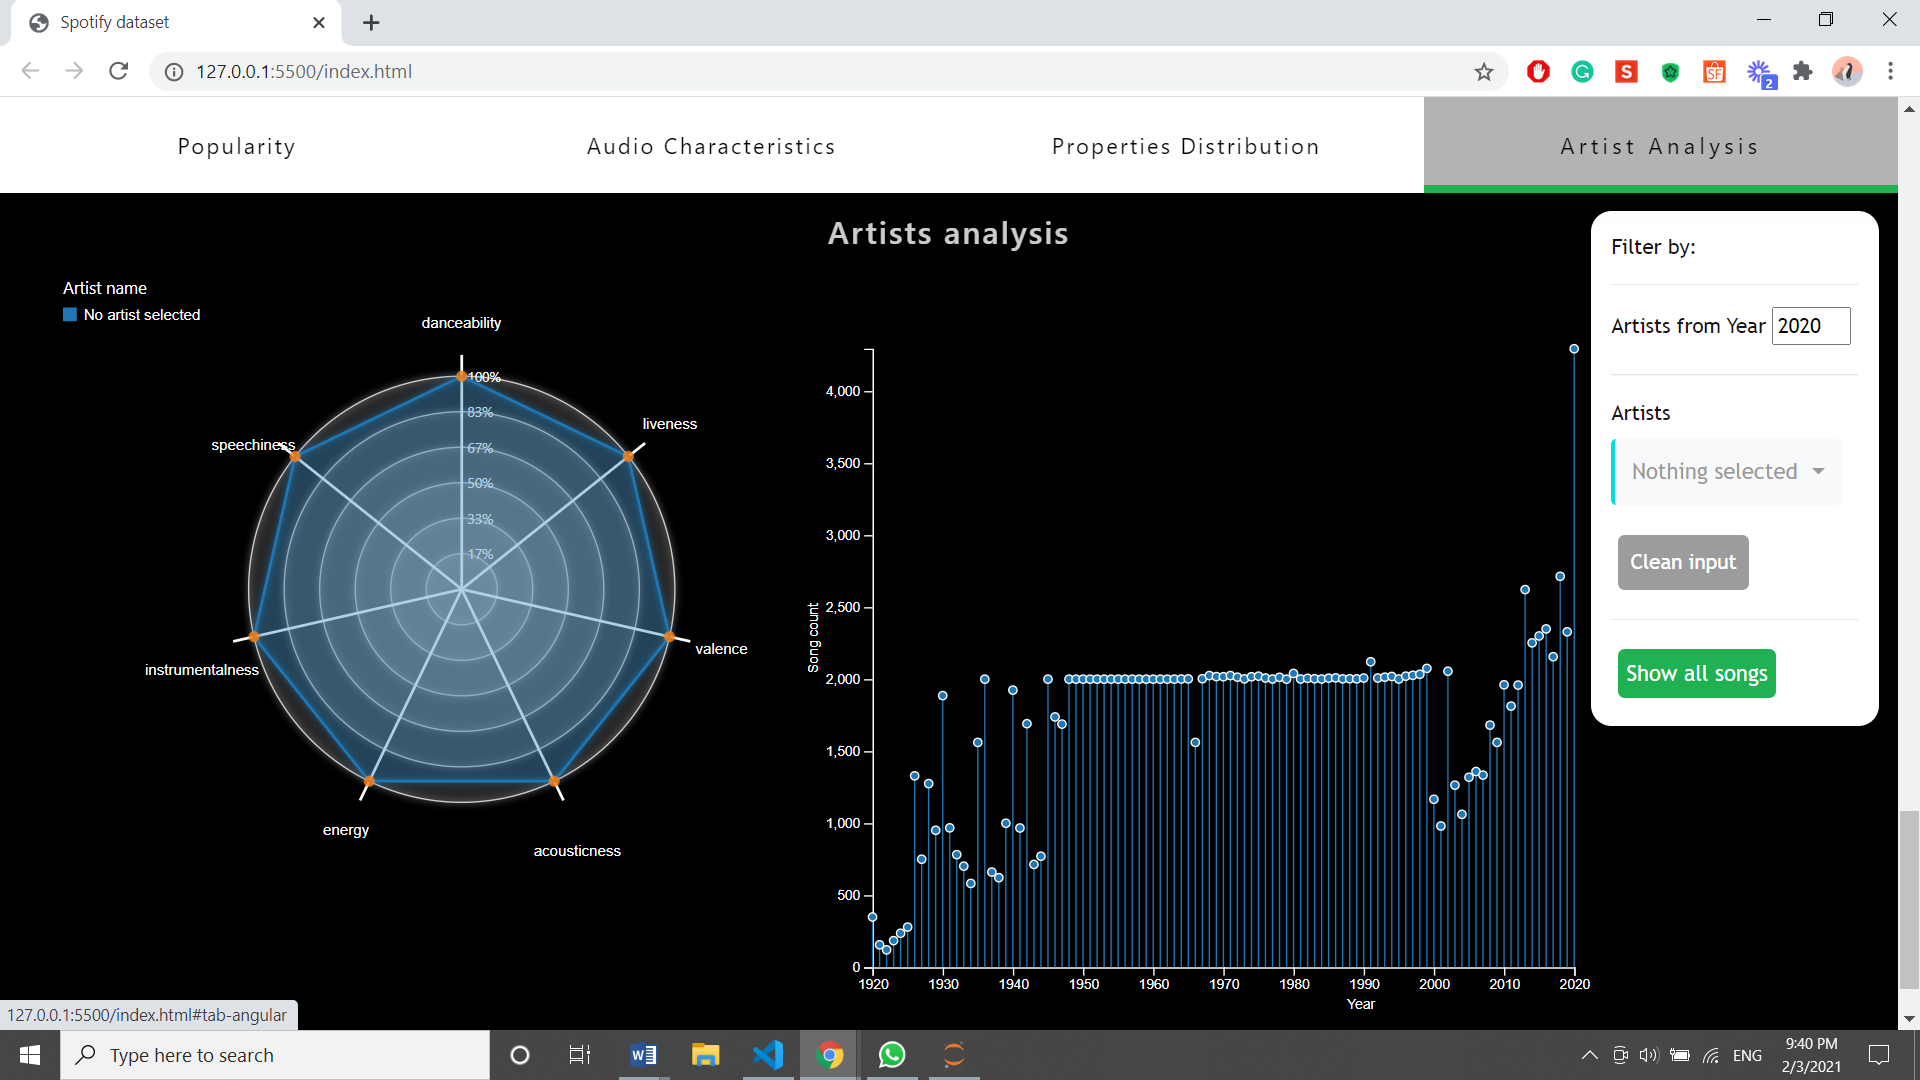 Spotify dataset
127.0.0.1:5500/index.html
S
SF
2
Popularity
Audio Characteristics
Properties Distribution
Artist Analysis
Artists analysis
Artist name
No artist selected
danceability
liveness
valence
acousticness
energy
instrumentalness
speechiness
100%
83%
67%
50%
33%
17%
Song count
4,000
3,500
3,000
2,500
2,000
1,500
1,000
500
0
1920
1930
1940
1950
1960
1970
1980
1990
2000
2010
2020
Year
Filter by:
Artists from Year 2020
Artists
Nothing selected
Clean input
Show all songs
127.0.0.1:5500/index.html#tab-angular
Type here to search
W
ENG
9:40 PM
2/3/2021